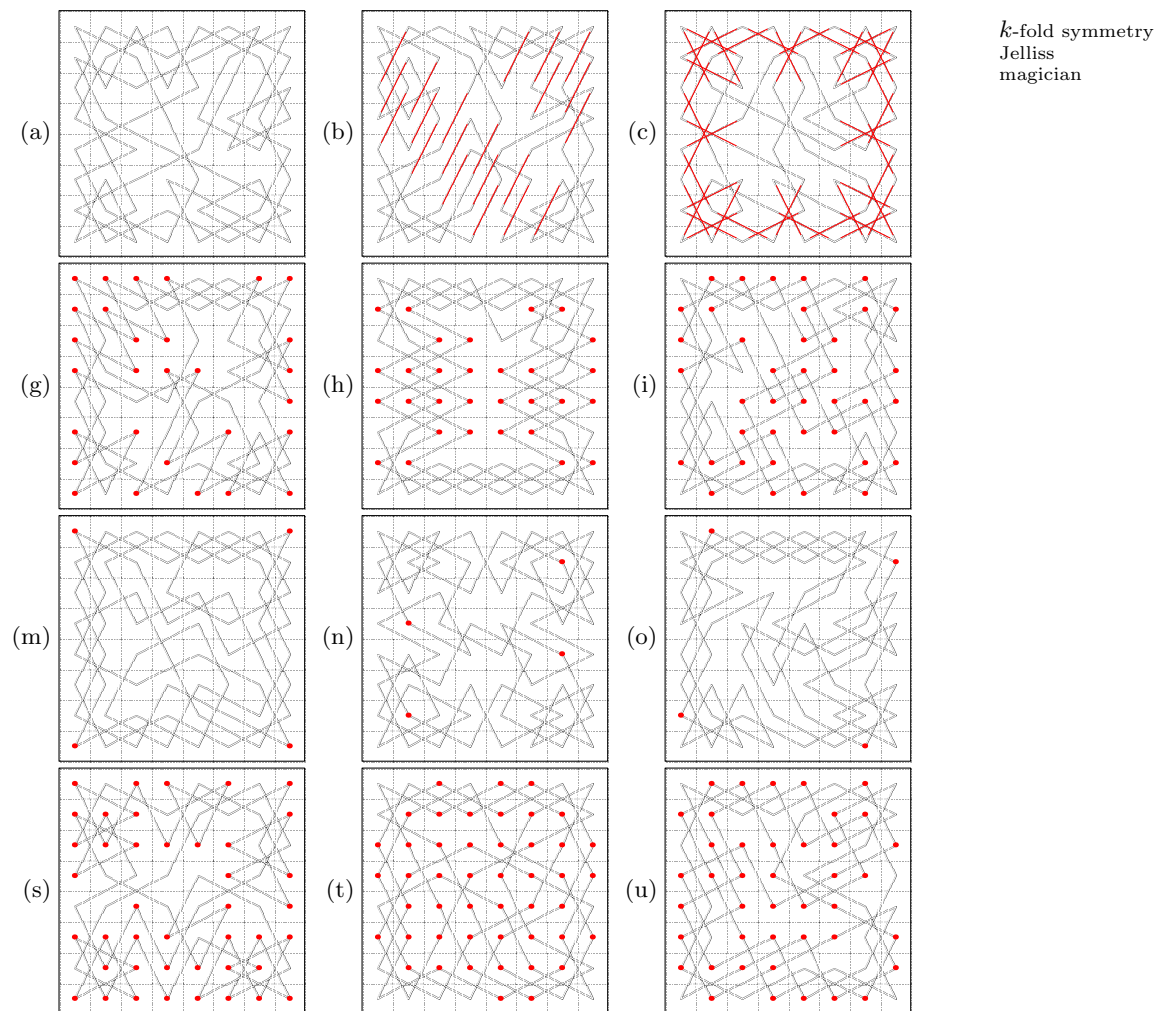 (a) (b) (c)
k-fold symmetry
Jelliss
magician
(g) (h) (i)
(m) (n) (o)
(s) (t) (u)